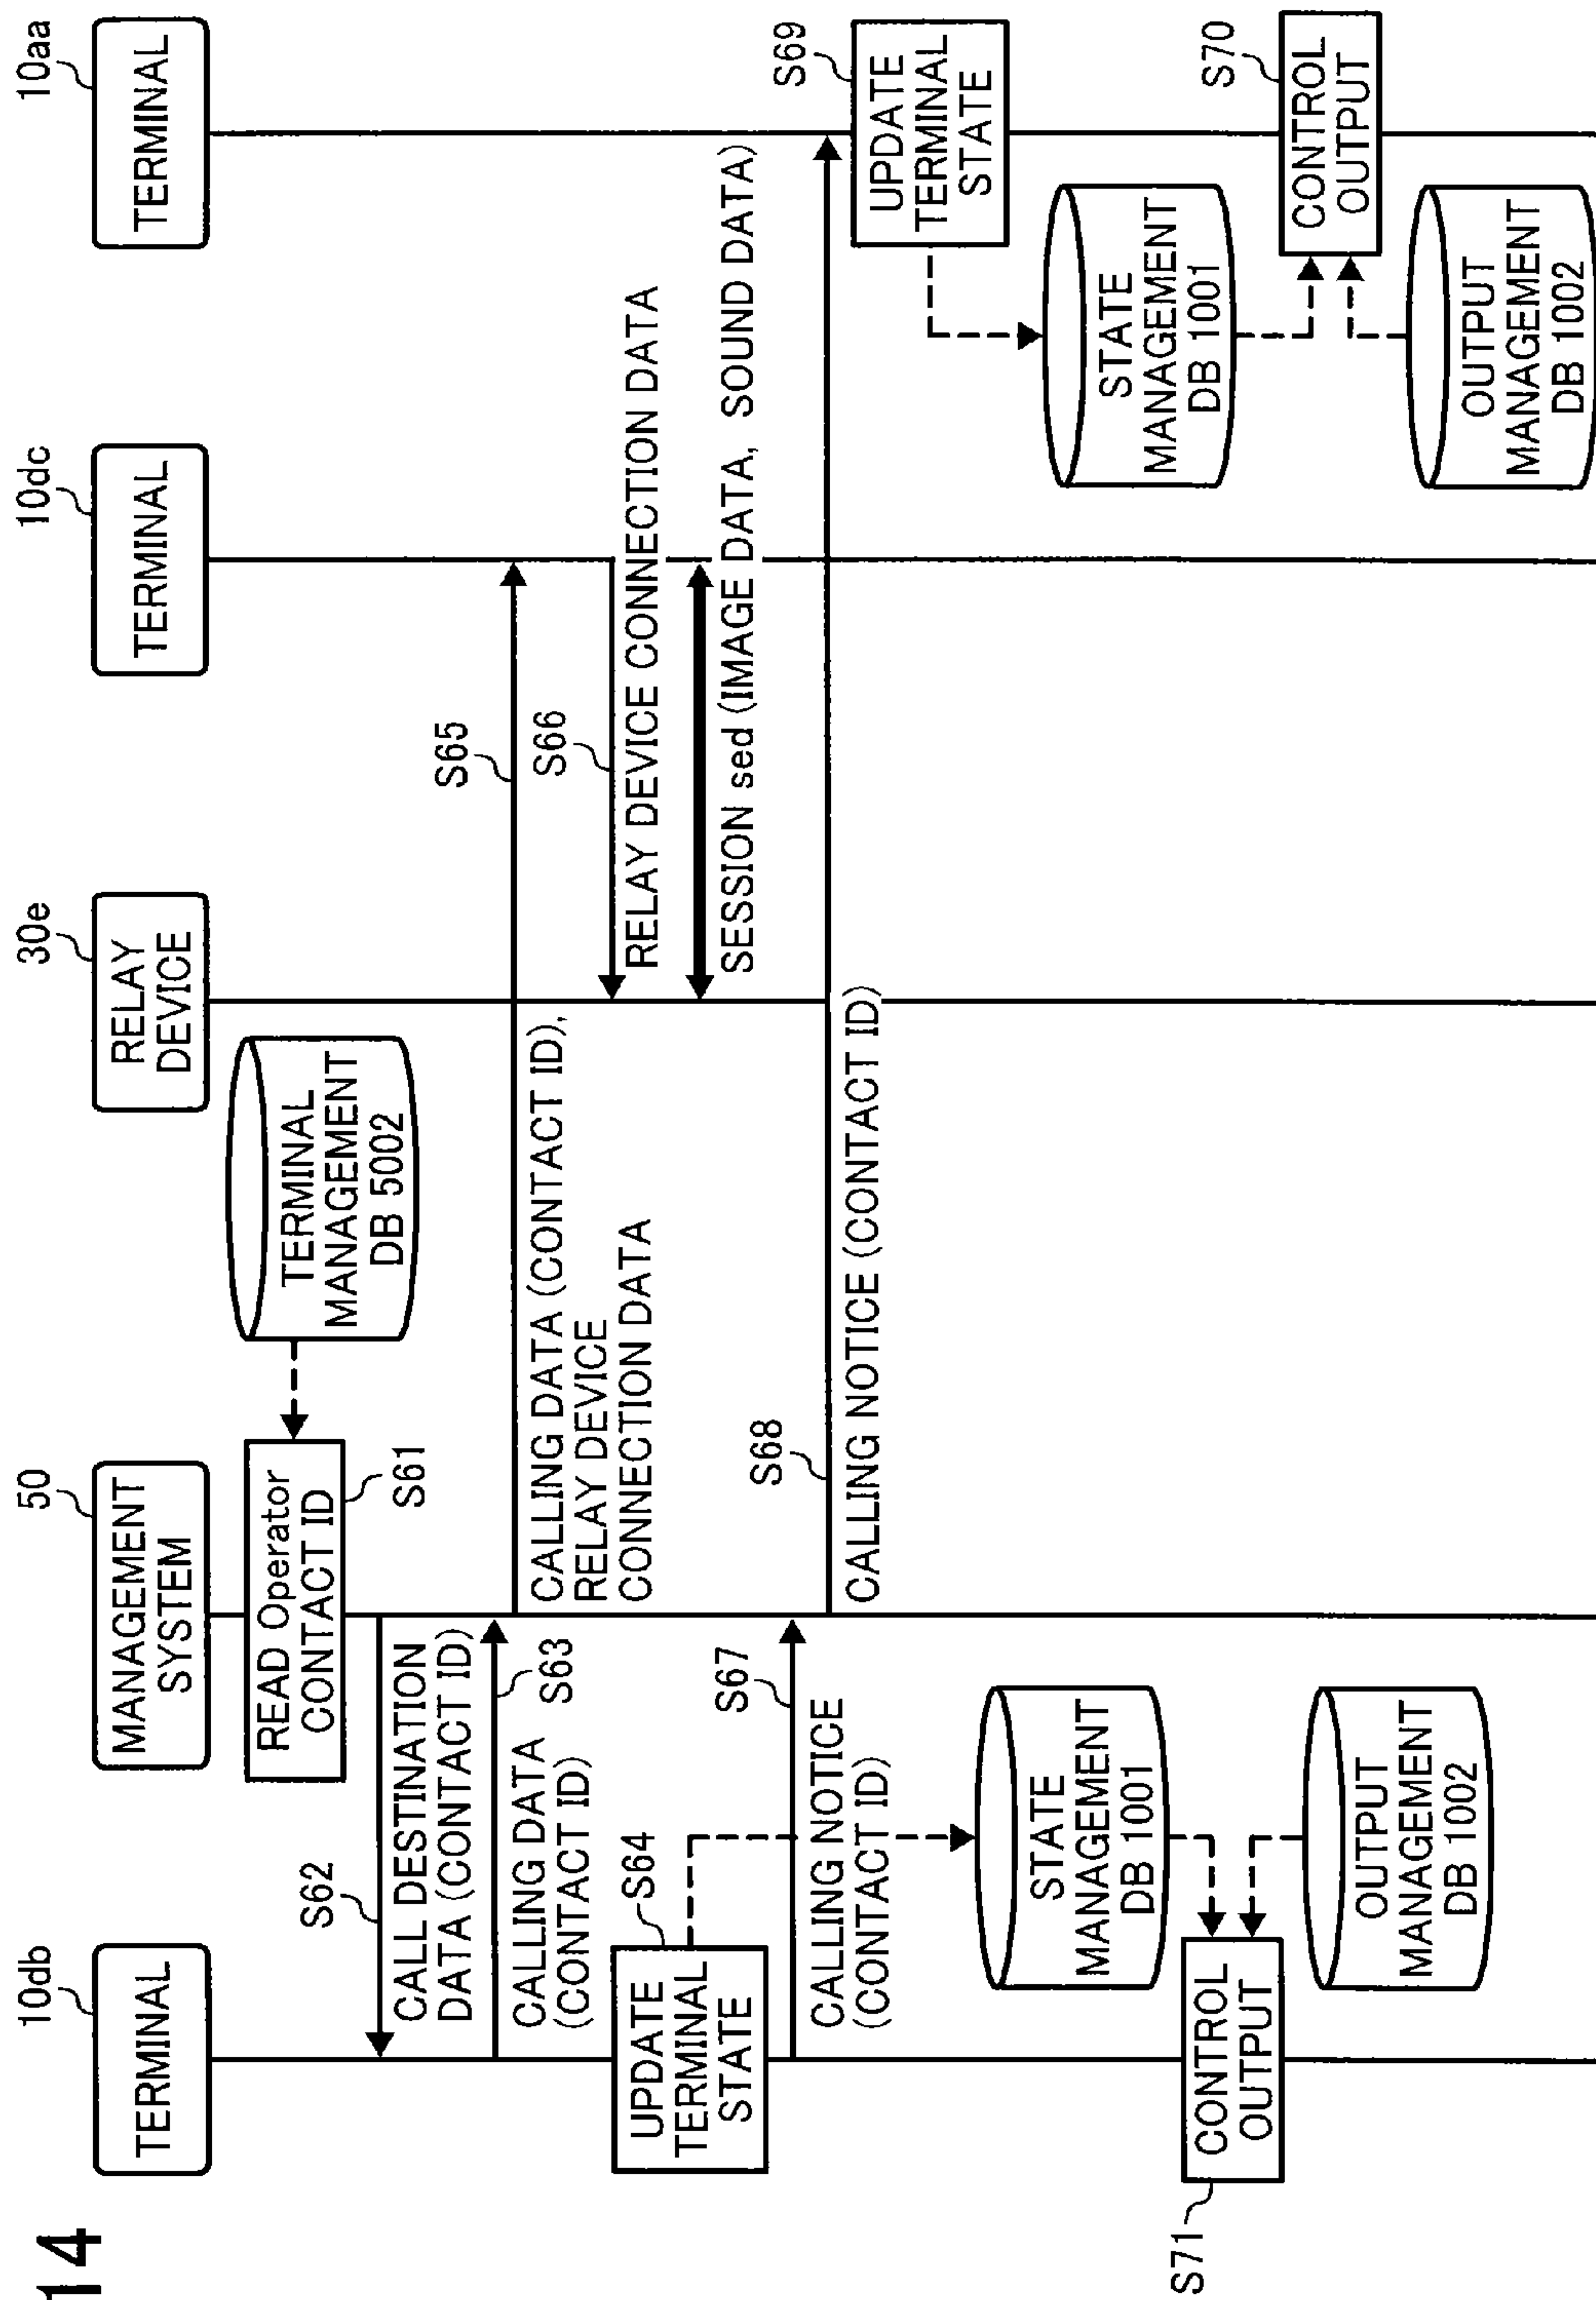 14
10db
TERMINAL
50
MANAGEMENT
SYSTEM
30e
RELAY
DEVICE
10dc
TERMINAL
10aa
TERMINAL
TERMINAL
MANAGEMENT
DB 5002
READ Operator
CONTACT ID
S61
S62
CALL DESTINATION
DATA (CONTACT ID)
S63
CALLING DATA
(CONTACT ID)
S64
UPDATE
TERMINAL
STATE
S65
CALLING DATA (CONTACT ID),
RELAY DEVICE
CONNECTION DATA
S66
RELAY DEVICE CONNECTION DATA
SESSION sed (IMAGE DATA, SOUND DATA)
S67
CALLING NOTICE
(CONTACT ID)
S68
CALLING NOTICE (CONTACT ID)
S69
UPDATE
TERMINAL
STATE
STATE
MANAGEMENT
DB 1001
S70
CONTROL
OUTPUT
OUTPUT
MANAGEMENT
DB 1002
STATE
MANAGEMENT
DB 1001
S71
CONTROL
OUTPUT
OUTPUT
MANAGEMENT
DB 1002